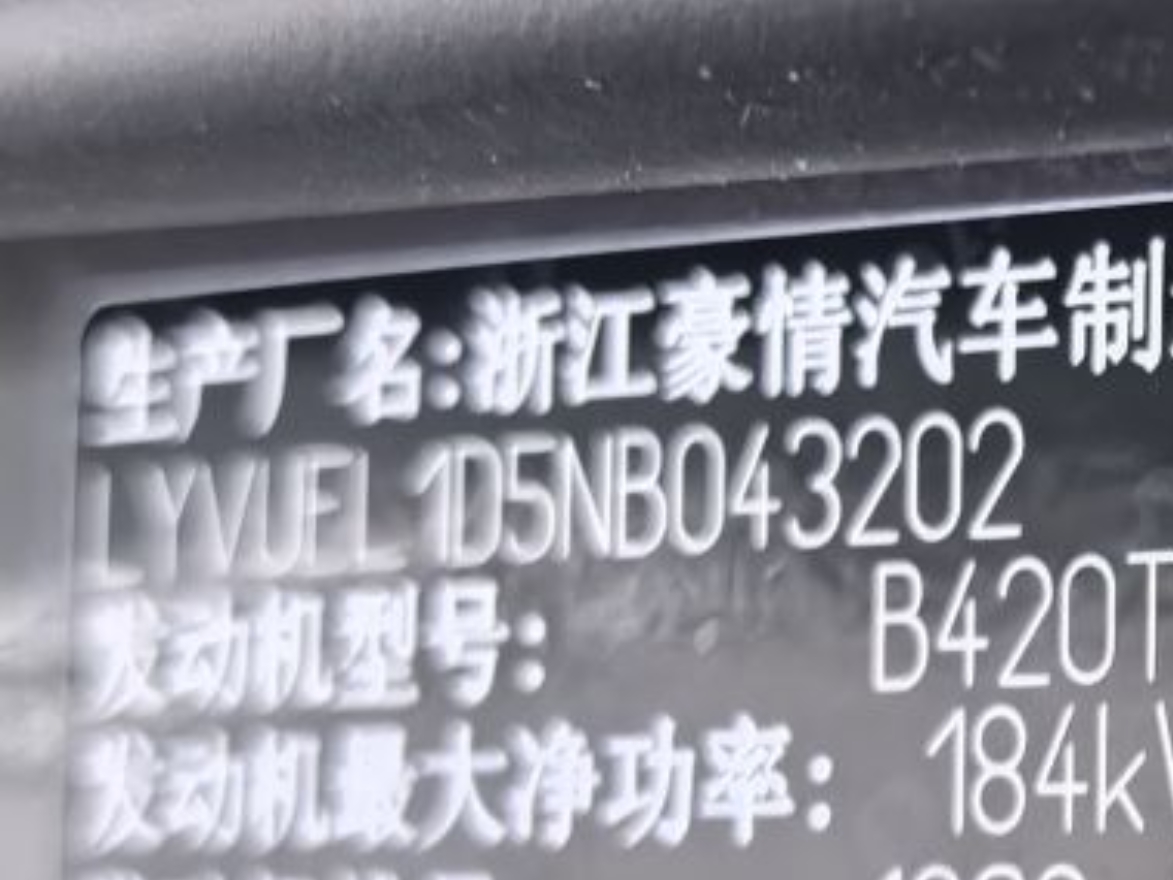 生产厂名:浙江豪情汽车制
LYVUFL1D5NB043202
发动机型号: B420T
发动机最大净功率: 184k